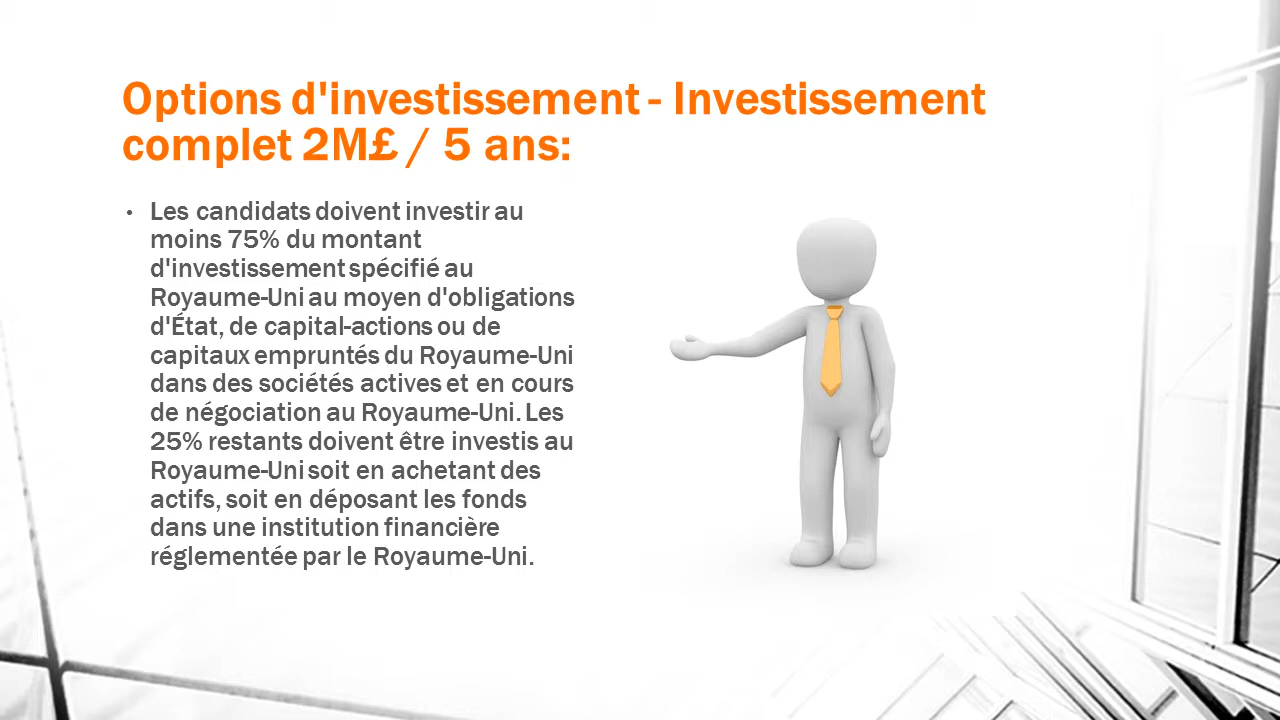 Options d'investissement - Investissement
complet 2M£ / 5 ans:
• Les candidats doivent investir au
moins 75% du montant
d'investissement spécifié au
Royaume-Uni au moyen d'obligations
d'État, de capital-actions ou de
capitaux empruntés du Royaume-Uni
dans des sociétés actives et en cours
de négociation au Royaume-Uni. Les
25% restants doivent être investis au
Royaume-Uni soit en achetant des
actifs, soit en déposant les fonds
dans une institution financière
réglementée par le Royaume-Uni.